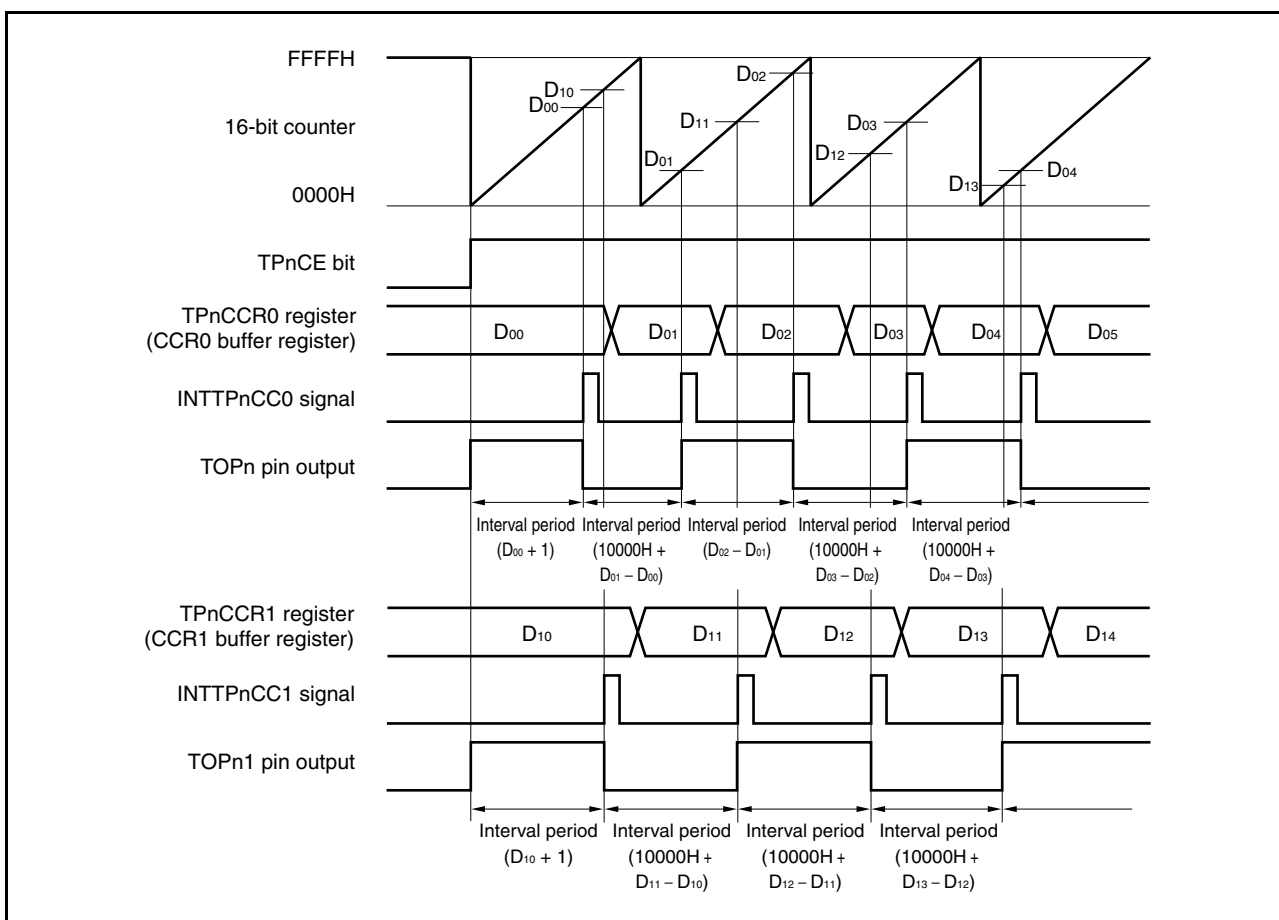 FFFFH
D10
D00
D02
16-bit counter
D11
D03
D12
D01
D04
D13
0000H
TPnCE bit
TPnCCR0 register
(CCR0 buffer register)
D00
D01
D02
D03
D04
D05
INTTPnCC0 signal
TOPn pin output
Interval period
(D00 + 1)
Interval period
(10000H +
D01 – D00)
Interval period
(D02 – D01)
Interval period
(10000H +
D03 – D02)
Interval period
(10000H +
D04 – D03)
TPnCCR1 register
(CCR1 buffer register)
D10
D11
D12
D13
D14
INTTPnCC1 signal
TOPn1 pin output
Interval period
(D10 + 1)
Interval period
(10000H +
D11 – D10)
Interval period
(10000H +
D12 – D11)
Interval period
(10000H +
D13 – D12)